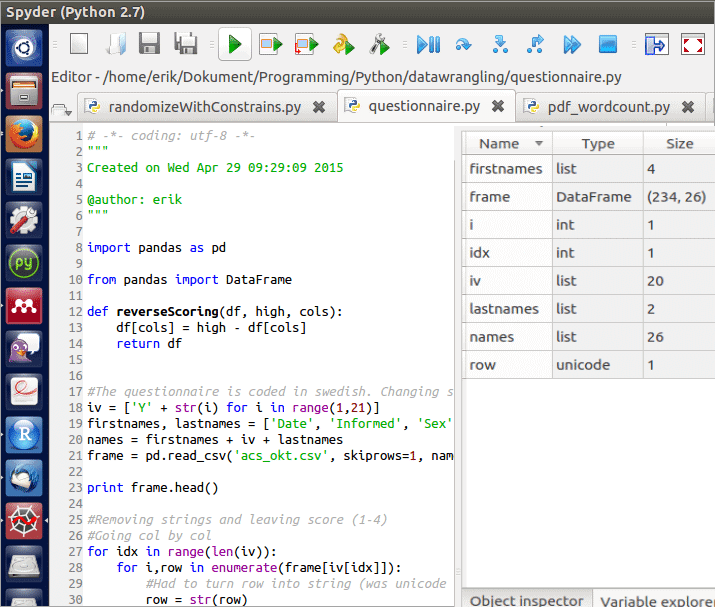 Spyder (Python 2.7)
Editor - /home/erik/Dokument/Programming/Python/datawrangling/questionnaire.py
randomizeWithConstrains.py questionnaire.py pdf_wordcount.py
1 # -*- coding: utf-8 -*-
2 """
3 Created on Wed Apr 29 09:29:09 2015
4
5 @author: erik
6 """
7
8 import pandas as pd
9
10 from pandas import DataFrame
11
12 def reverseScoring(df, high, cols):
13     df[cols] = high - df[cols]
14     return df
15
16
17 #The questionnaire is coded in swedish. Changing s
18 iv = ['Y' + str(i) for i in range(1,21)]
19 firstnames, lastnames = ['Date', 'Informed', 'Sex'
20 names = firstnames + iv + lastnames
21 frame = pd.read_csv('acs_okt.csv', skiprows=1, nam
22
23 print frame.head()
24
25 #Removing strings and leaving score (1-4)
26 #Going col by col
27 for idx in range(len(iv)):
28     for i,row in enumerate(frame[iv[idx]]):
29         #Had to turn row into string (was unicode
30         row = str(row)
Name Type Size
firstnames list 4
frame DataFrame (234, 26)
i int 1
idx int 1
iv list 20
lastnames list 2
names list 26
row unicode 1
Object inspector Variable explorer
py
R